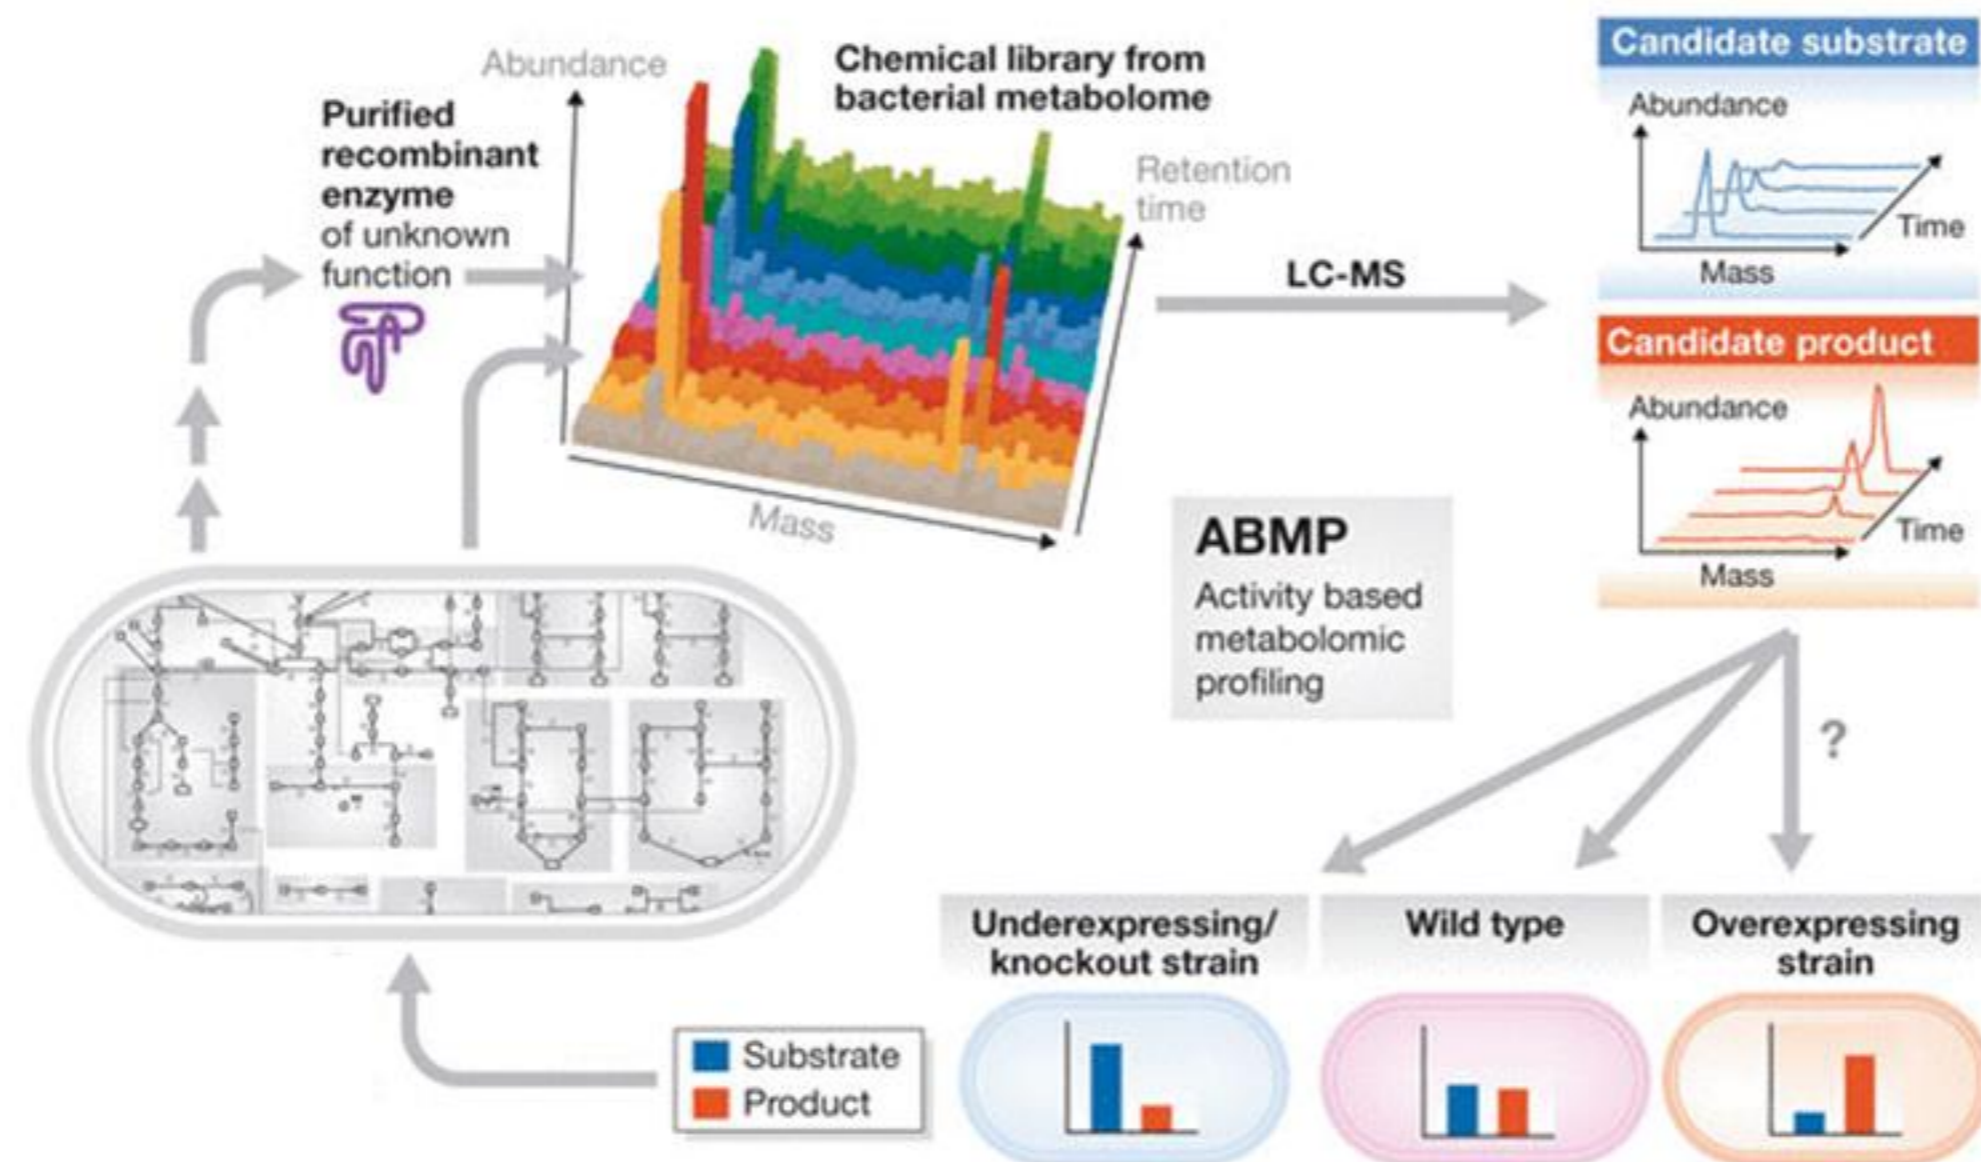 Abundance
Purified
recombinant
enzyme
of unknown
function
Chemical library from
bacterial metabolome
Retention
time
Mass
LC-MS
Candidate substrate
Abundance
Time
Mass
Candidate product
Abundance
Time
Mass
ABMP
Activity based
metabolomic
profiling
?
Underexpressing/
knockout strain
Wild type
Overexpressing
strain
Substrate
Product